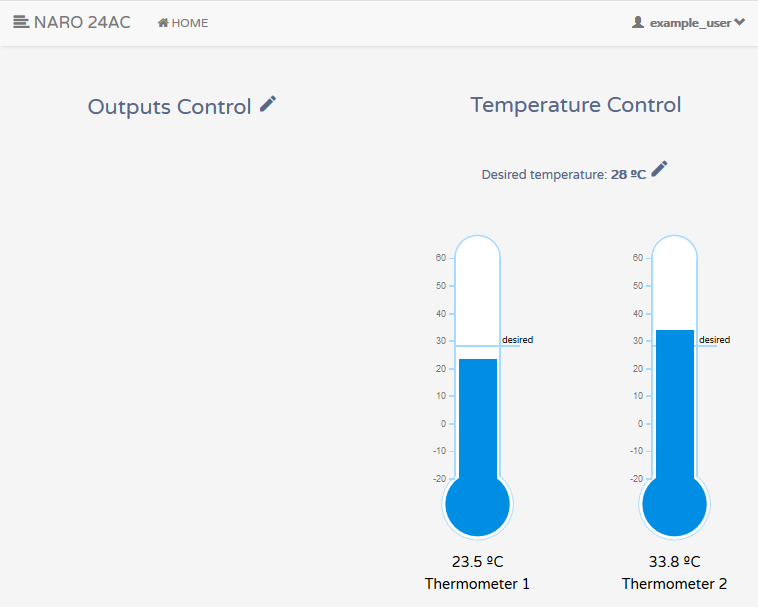 NARO 24AC HOME example_user
Outputs Control
Temperature Control
Desired temperature: 28 ºC
60
50
40
30
20
10
0
-10
-20
desired
23.5 ºC
Thermometer 1
60
50
40
30
20
10
0
-10
-20
desired
33.8 ºC
Thermometer 2